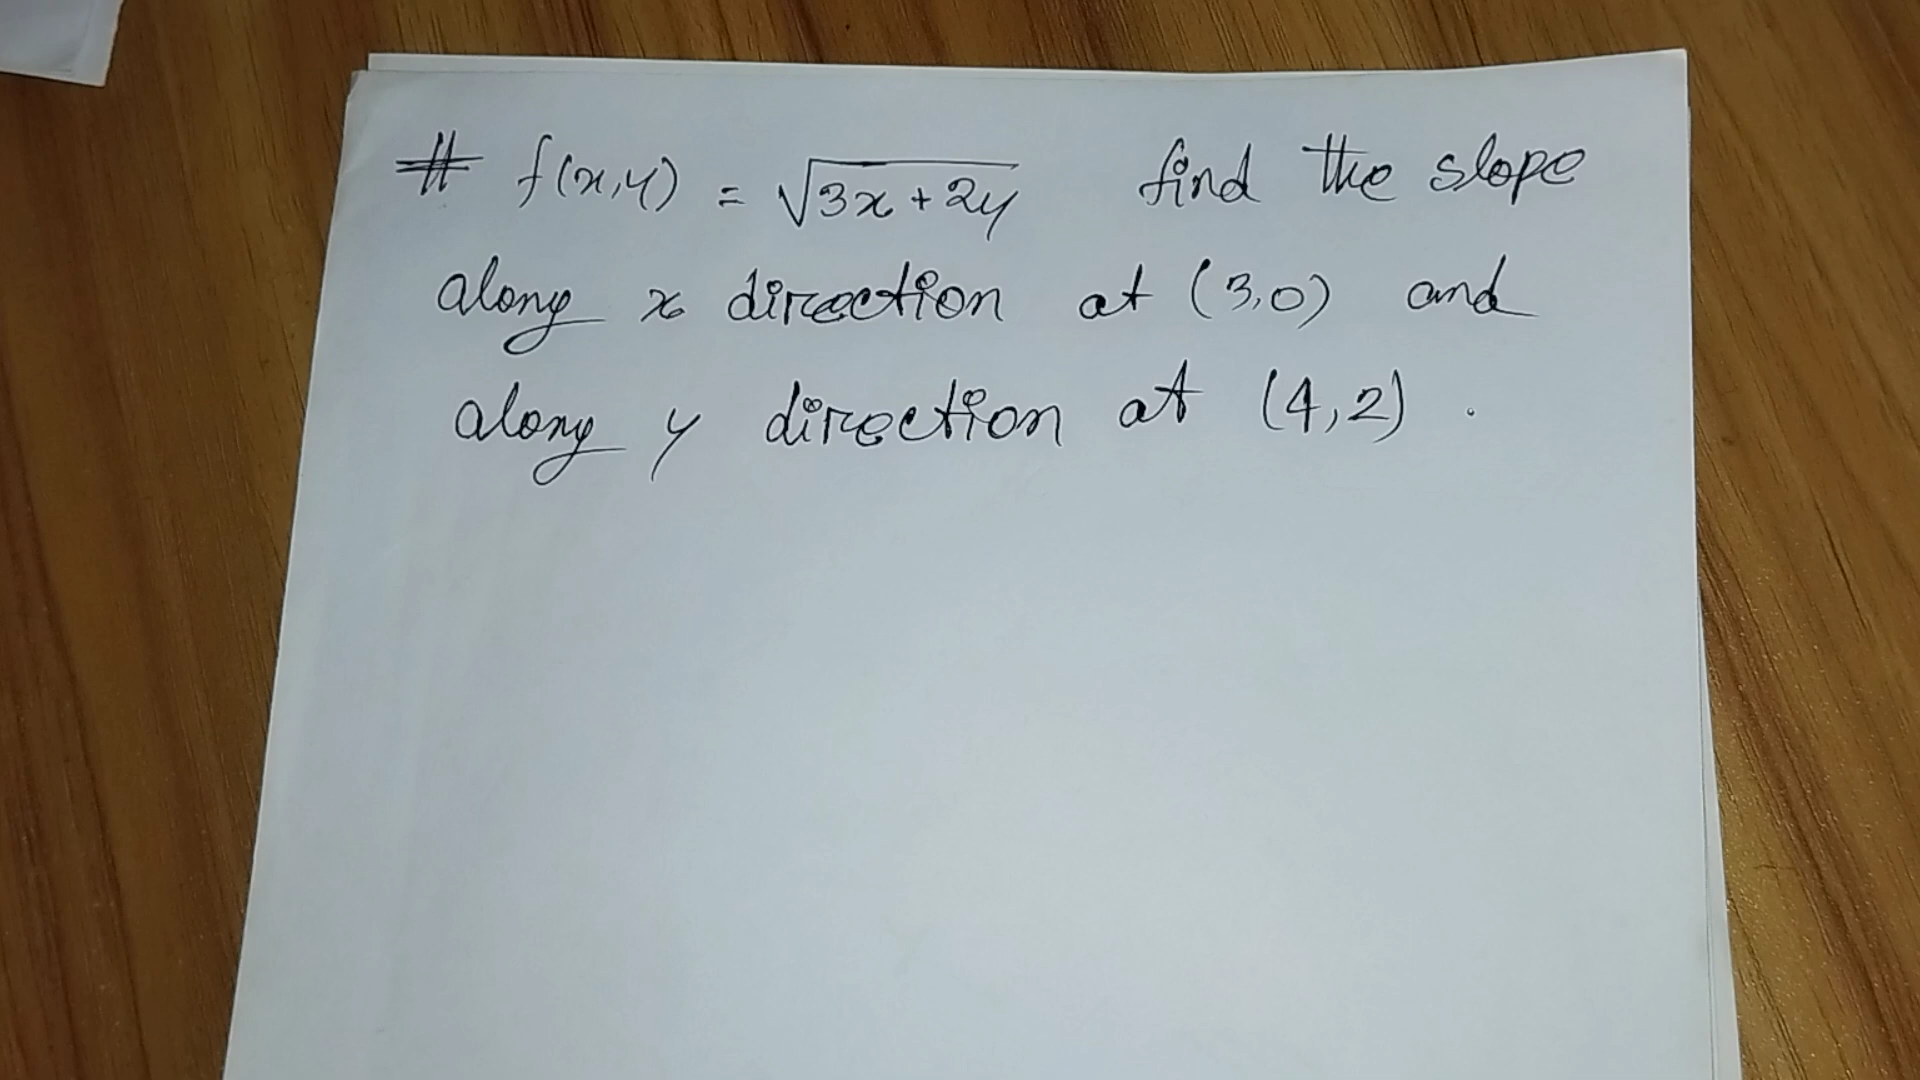 # f(x,y) = √3x+2y find the slope
along x direction at (3,0) and
along y direction at (4,2) .